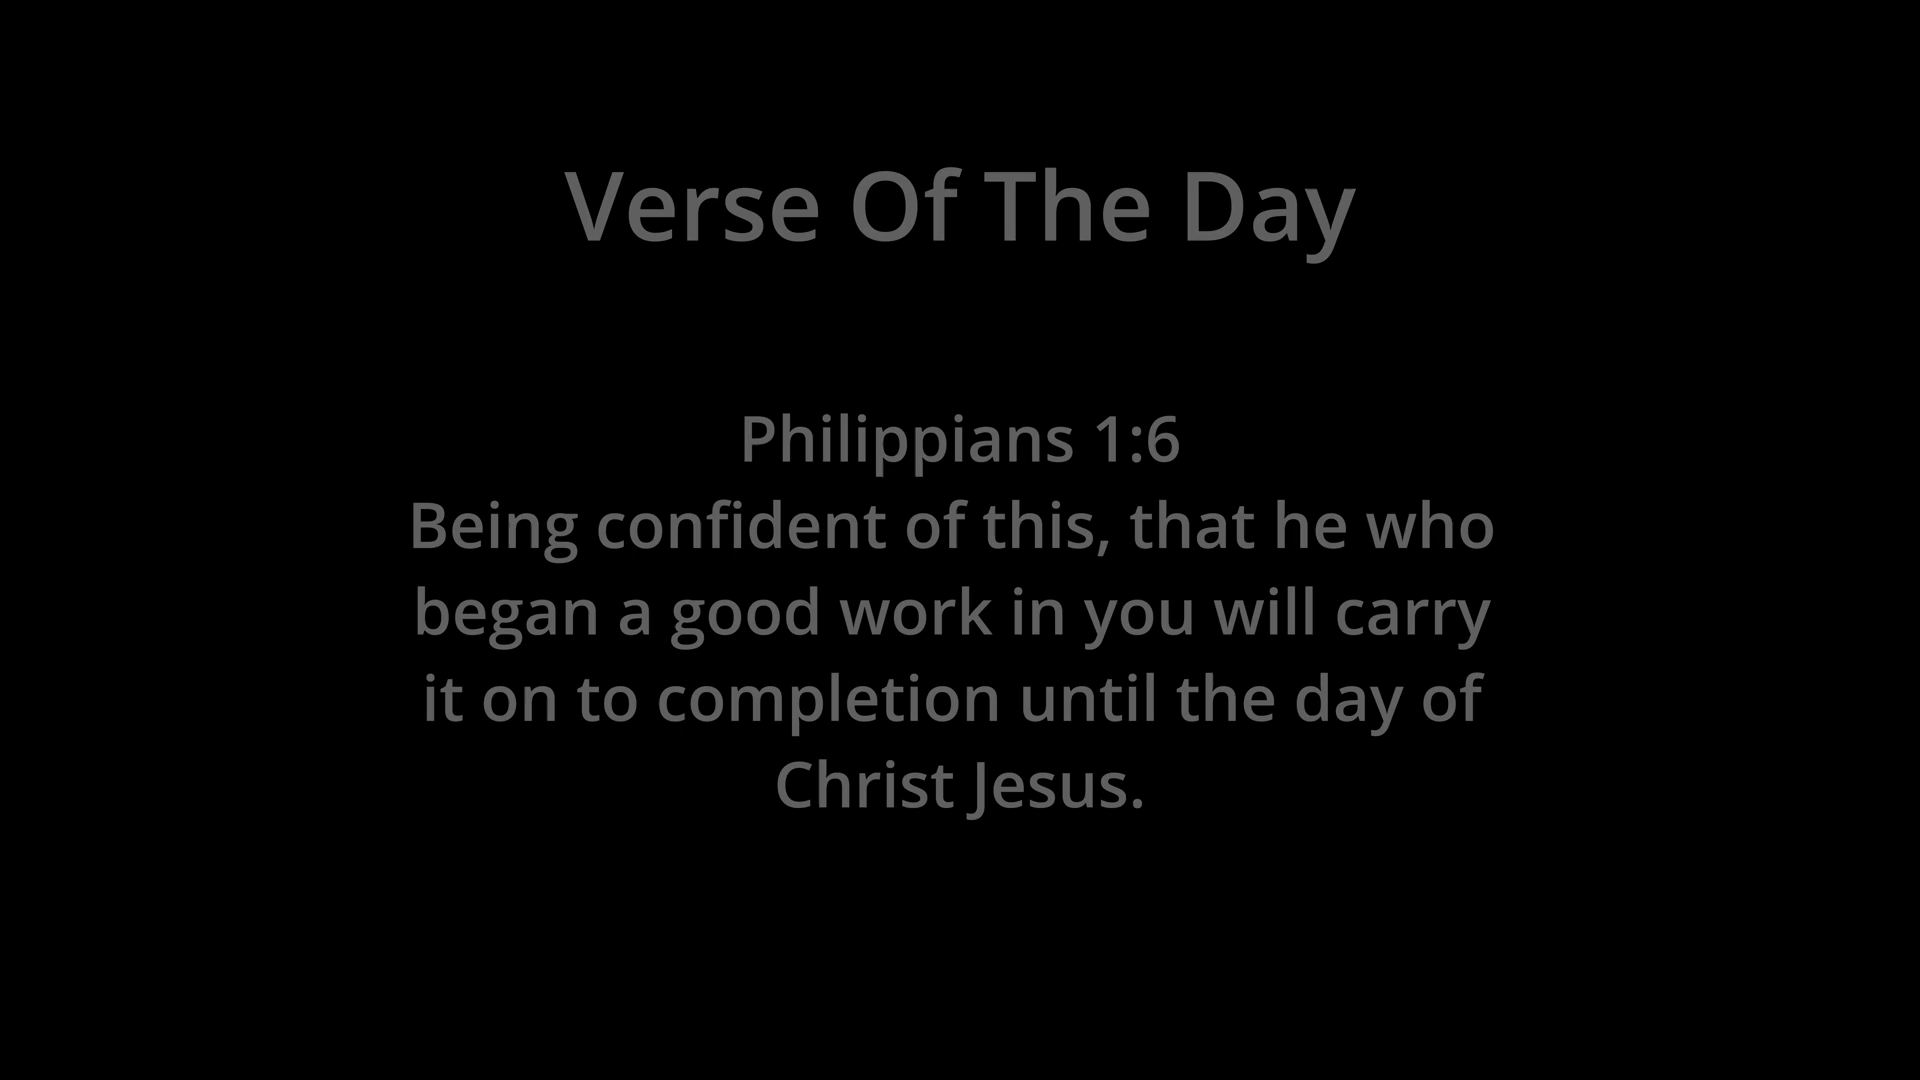 Verse Of The Day
Philippians 1:6
Being confident of this, that he who
began a good work in you will carry
it on to completion until the day of
Christ Jesus.